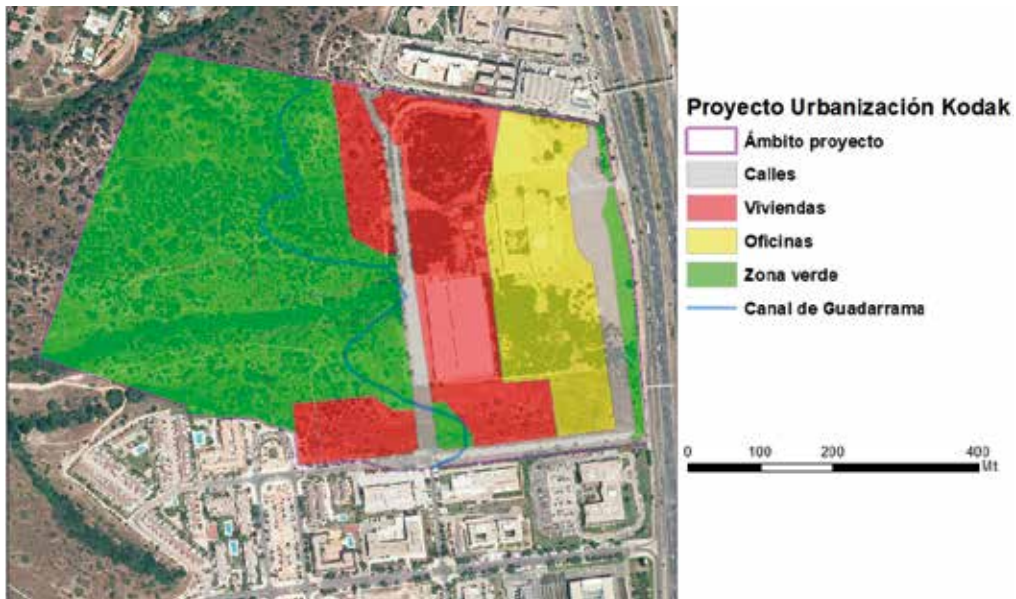 Proyecto Urbanización Kodak
Ámbito proyecto
Calles
Viviendas
Oficinas
Zona verde
Canal de Guadarrama
0 100 200 400
Mt